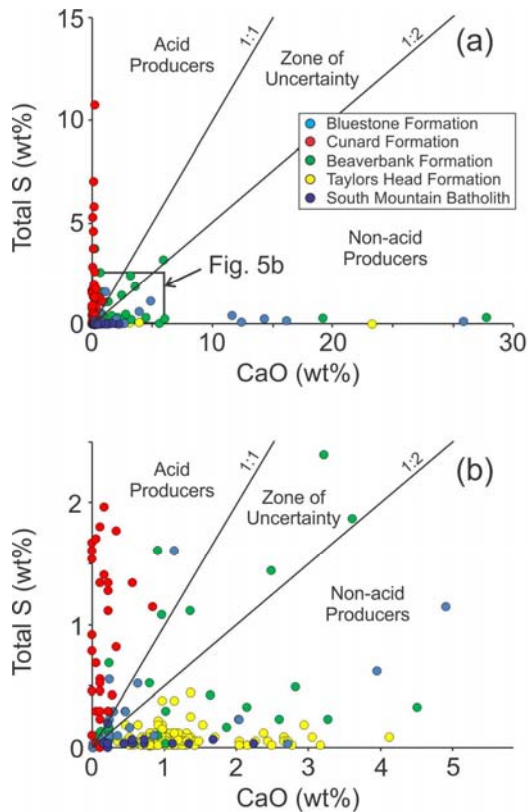 (a)
Acid
Producers
1:1
Zone of
Uncertainty
1:2
Bluestone Formation
Cunard Formation
Beaverbank Formation
Taylors Head Formation
South Mountain Batholith
Non-acid
Producers
Fig. 5b
Total S (wt%)
15
10
5
0
0
10
20
30
CaO (wt%)
(b)
Acid
Producers
1:1
Zone of
Uncertainty
1:2
Non-acid
Producers
Total S (wt%)
2
1
0
0
1
2
3
4
5
CaO (wt%)